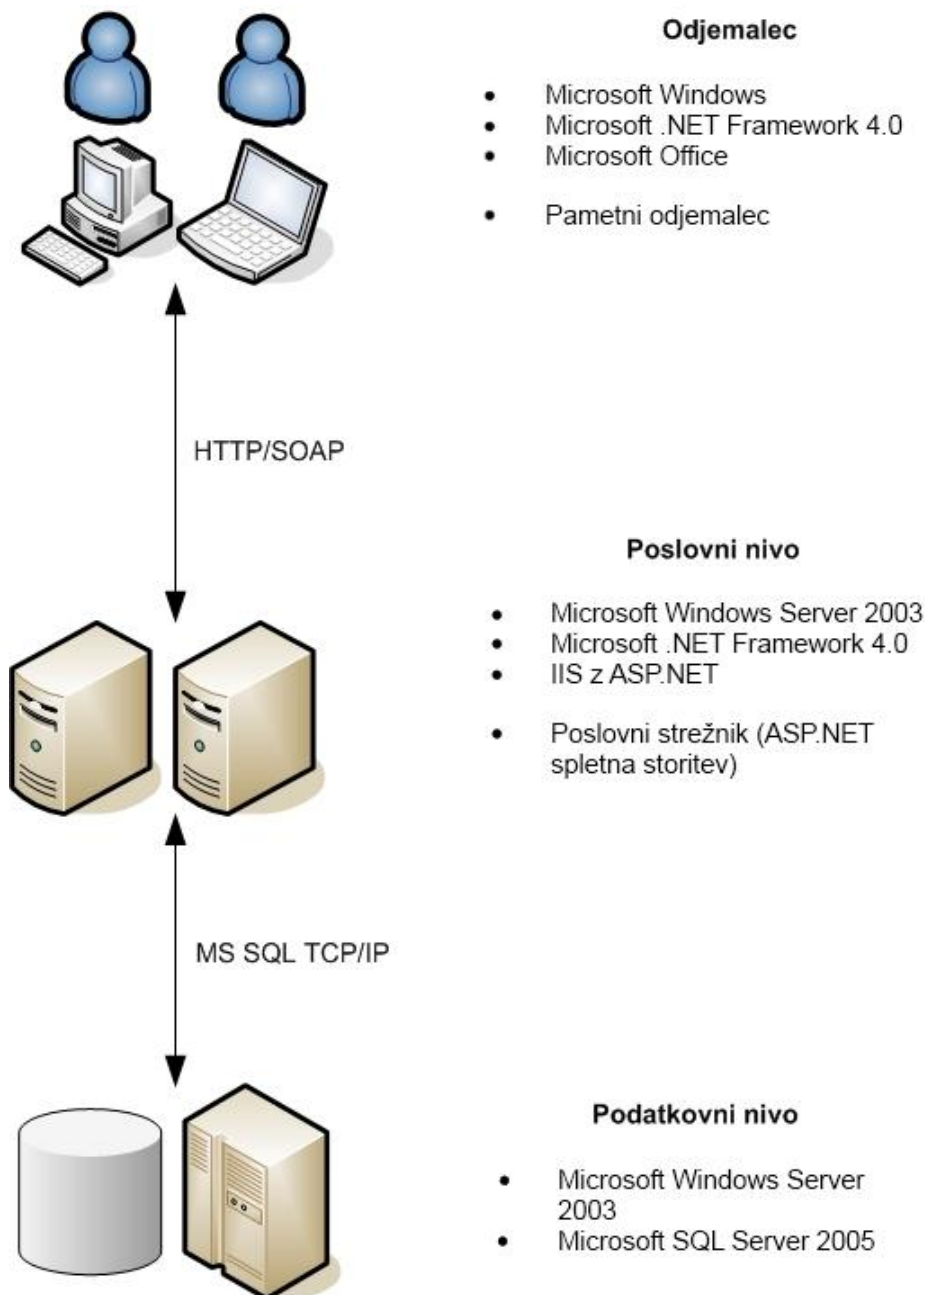 Odjemalec
• Microsoft Windows
• Microsoft .NET Framework 4.0
• Microsoft Office
• Pametni odjemalec
HTTP/SOAP
Poslovni nivo
• Microsoft Windows Server 2003
• Microsoft .NET Framework 4.0
• IIS z ASP.NET
• Poslovni strežnik (ASP.NET
spletna storitev)
MS SQL TCP/IP
Podatkovni nivo
• Microsoft Windows Server
2003
• Microsoft SQL Server 2005